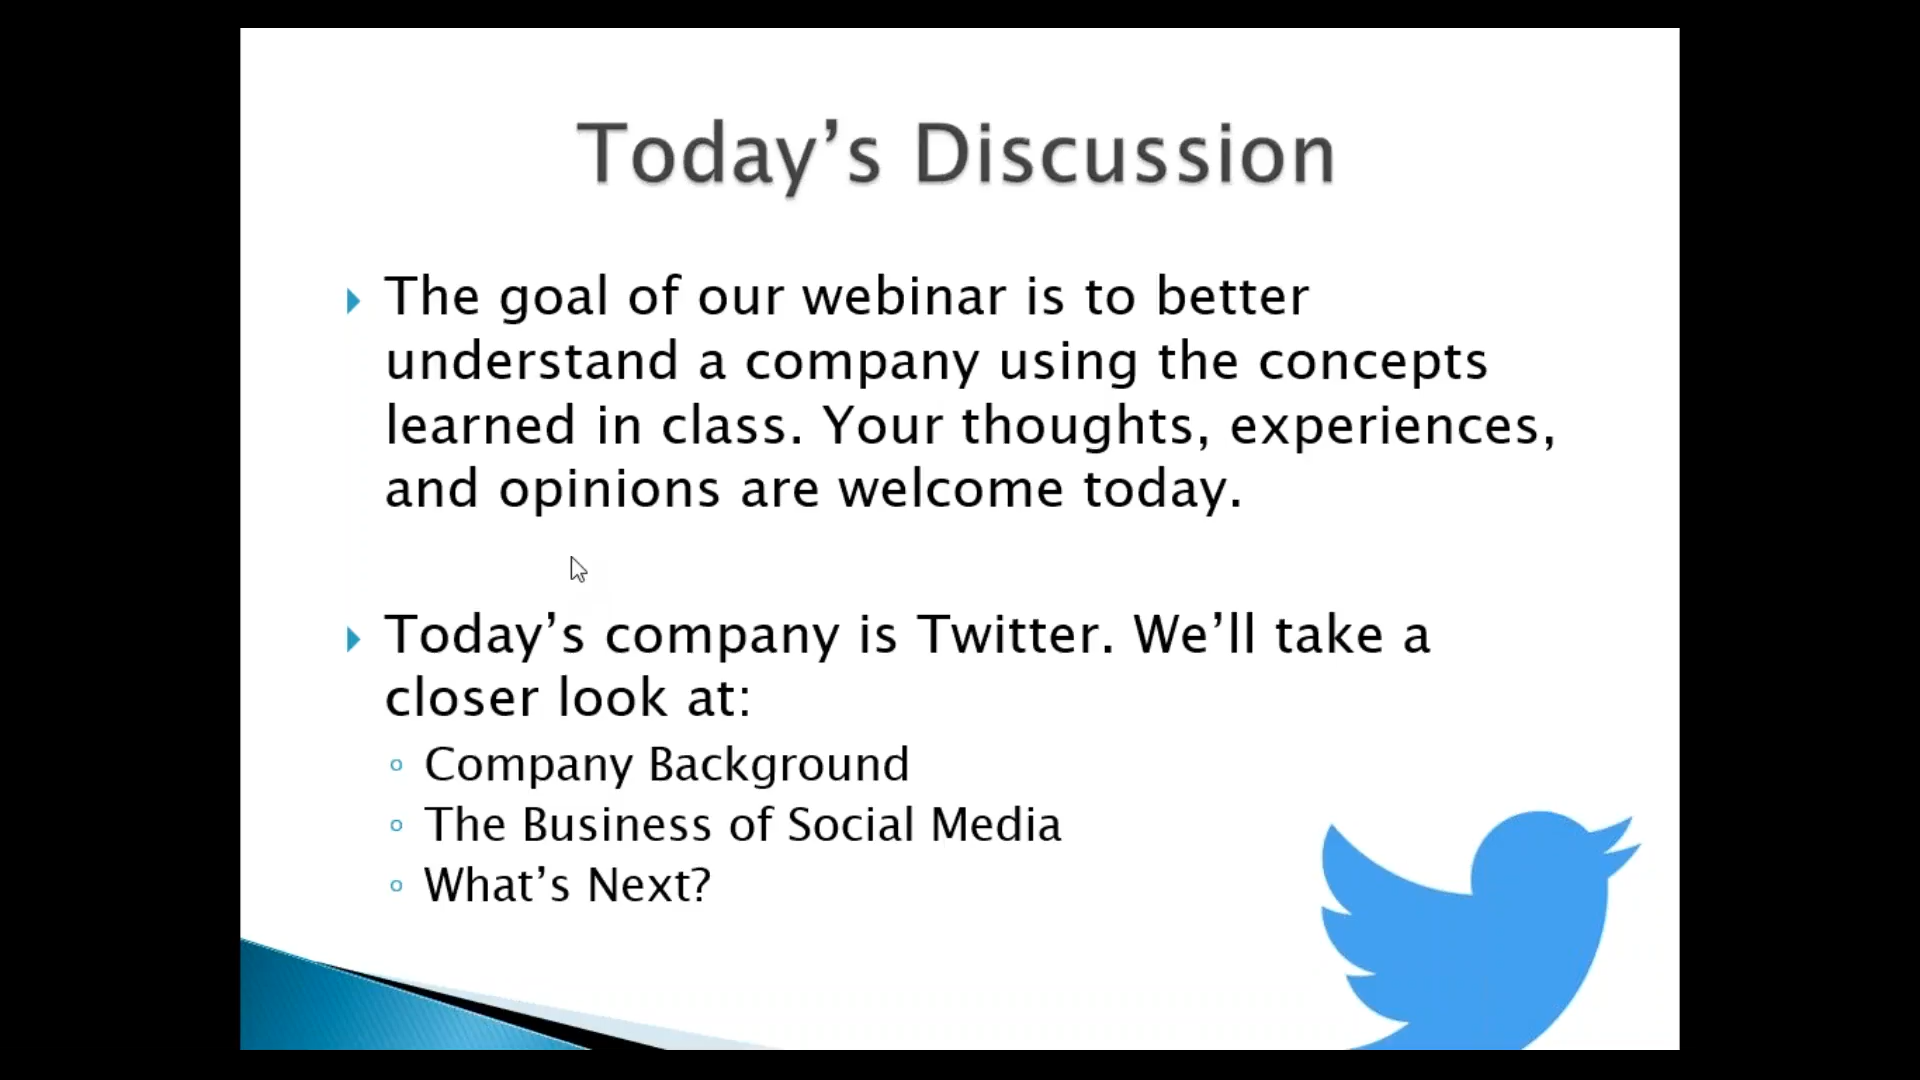 Today’s Discussion
The goal of our webinar is to better
understand a company using the concepts
learned in class. Your thoughts, experiences,
and opinions are welcome today.
Today’s company is Twitter. We’ll take a
closer look at:
Company Background
The Business of Social Media
What’s Next?